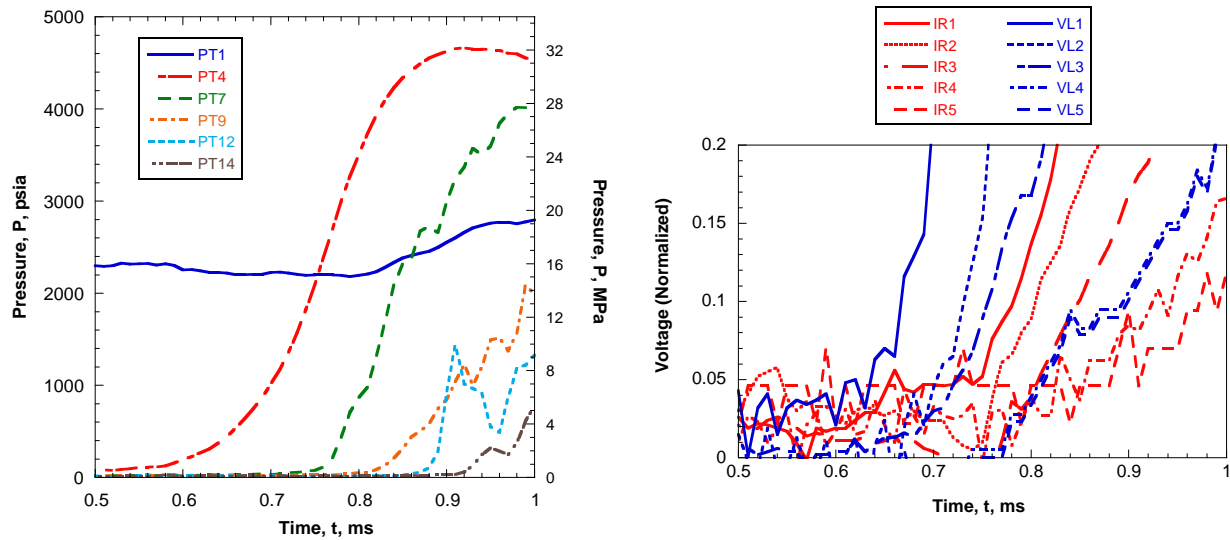 5000
4000
3000
2000
1000
0
Pressure, P, psia
PT1
PT4
PT7
PT9
PT12
PT14
32
28
24
20
16
12
8
4
0
Pressure, P, MPa
0.5
0.6
0.7
0.8
0.9
1
Time, t, ms
IR1
IR2
IR3
IR4
IR5
VL1
VL2
VL3
VL4
VL5
0.2
0.15
0.1
0.05
0
Voltage (Normalized)
0.5
0.6
0.7
0.8
0.9
1
Time, t, ms